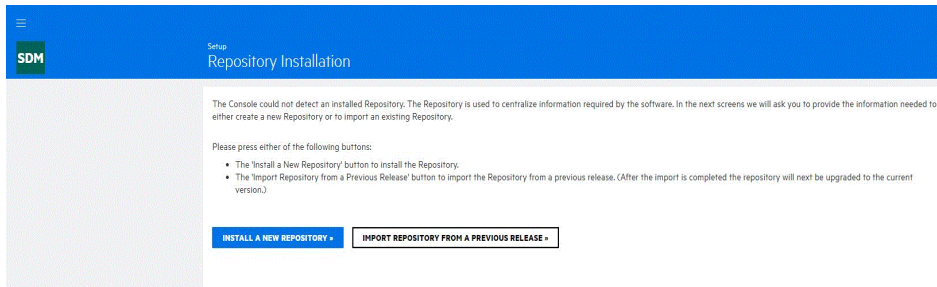 Setup
SDM
Repository Installation
The Console could not detect an installed Repository. The Repository is used to centralize information required by the software. In the next screens we will ask you to provide the information needed to
either create a new Repository or to import an existing Repository.
Please press either of the following buttons:
• The 'Install a New Repository' button to install the Repository.
• The 'Import Repository from a Previous Release' button to import the Repository from a previous release. (After the import is completed the repository will next be upgraded to the current
version.)
INSTALL A NEW REPOSITORY » IMPORT REPOSITORY FROM A PREVIOUS RELEASE »